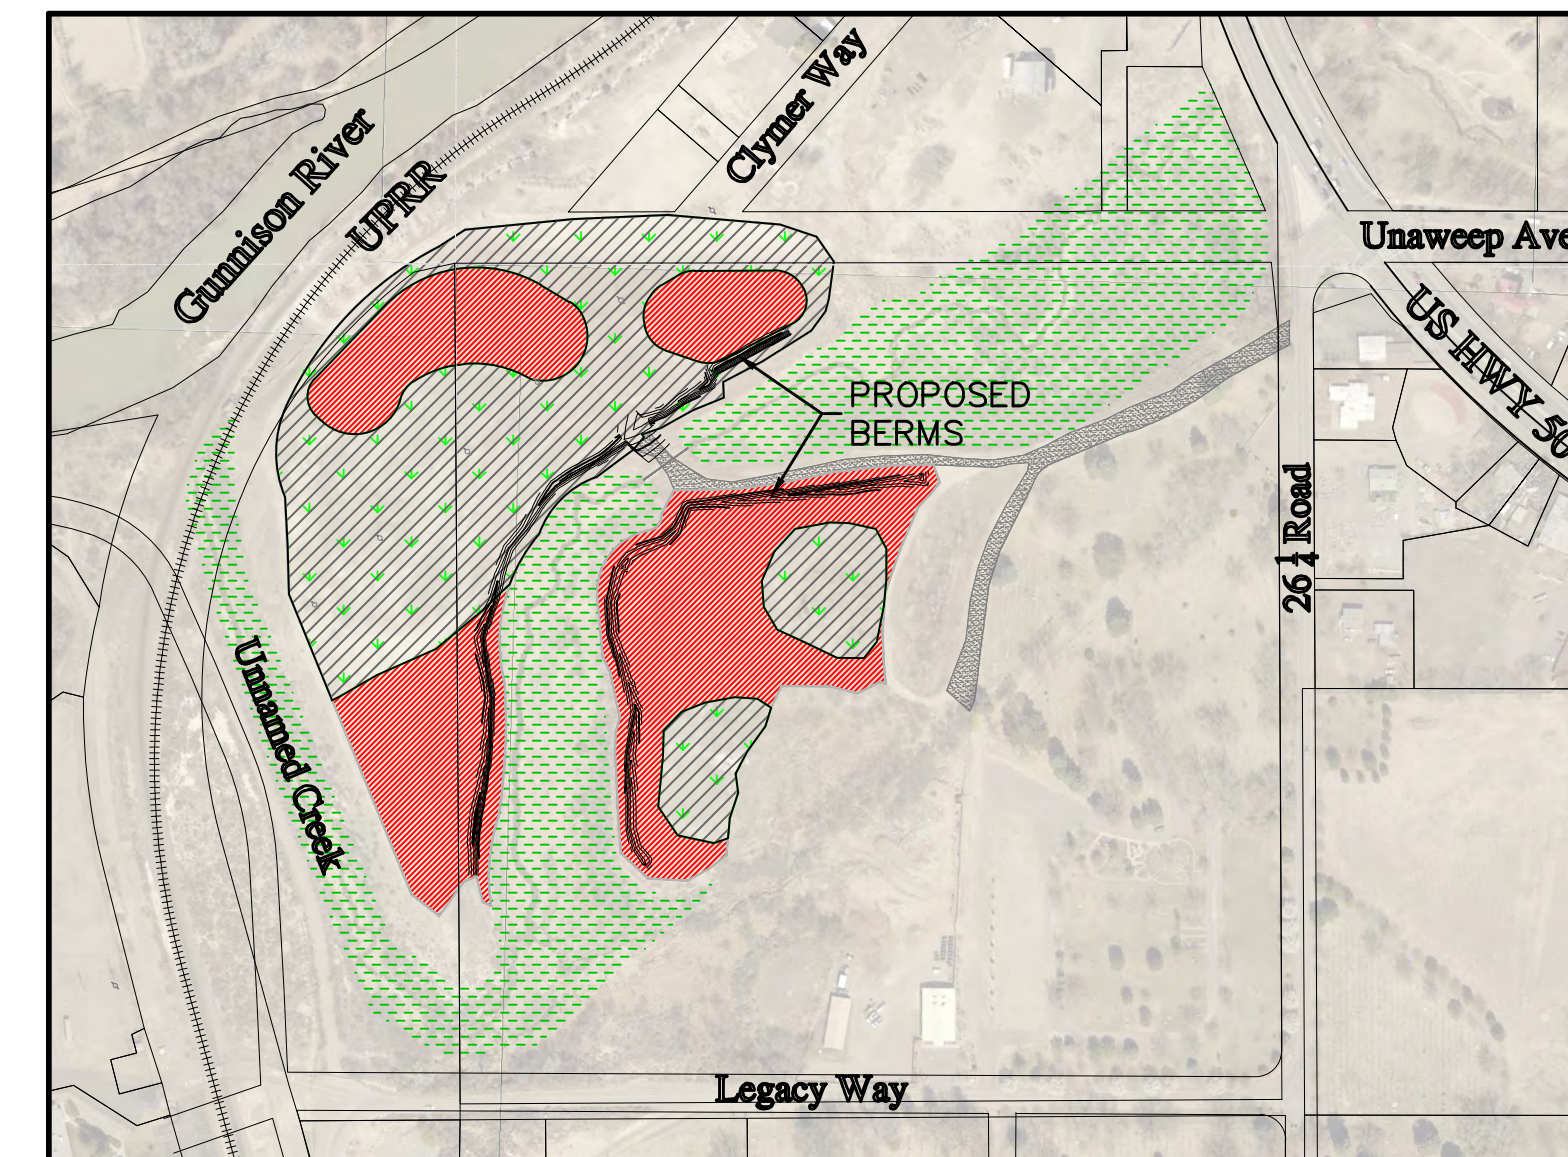 Clymer Way
Gunnison River
UPRR
Unaweep Ave
US HWY 50
PROPOSED
BERMS
26 1/4 Road
Unnamed Creek
Legacy Way